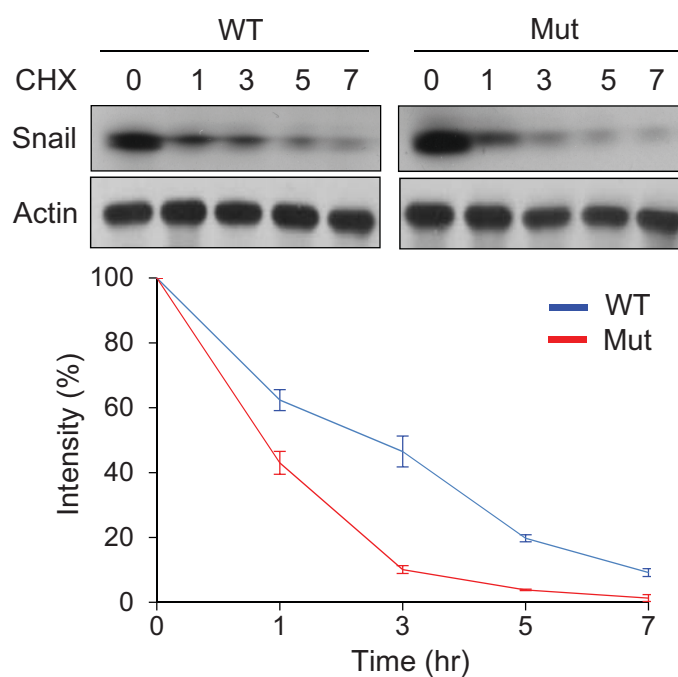 WT Mut
CHX 0 1 3 5 7 0 1 3 5 7
Snail
Actin
100
80
60
40
20
0
Intensity (%)
WT
Mut
0 1 3 5 7
Time (hr)